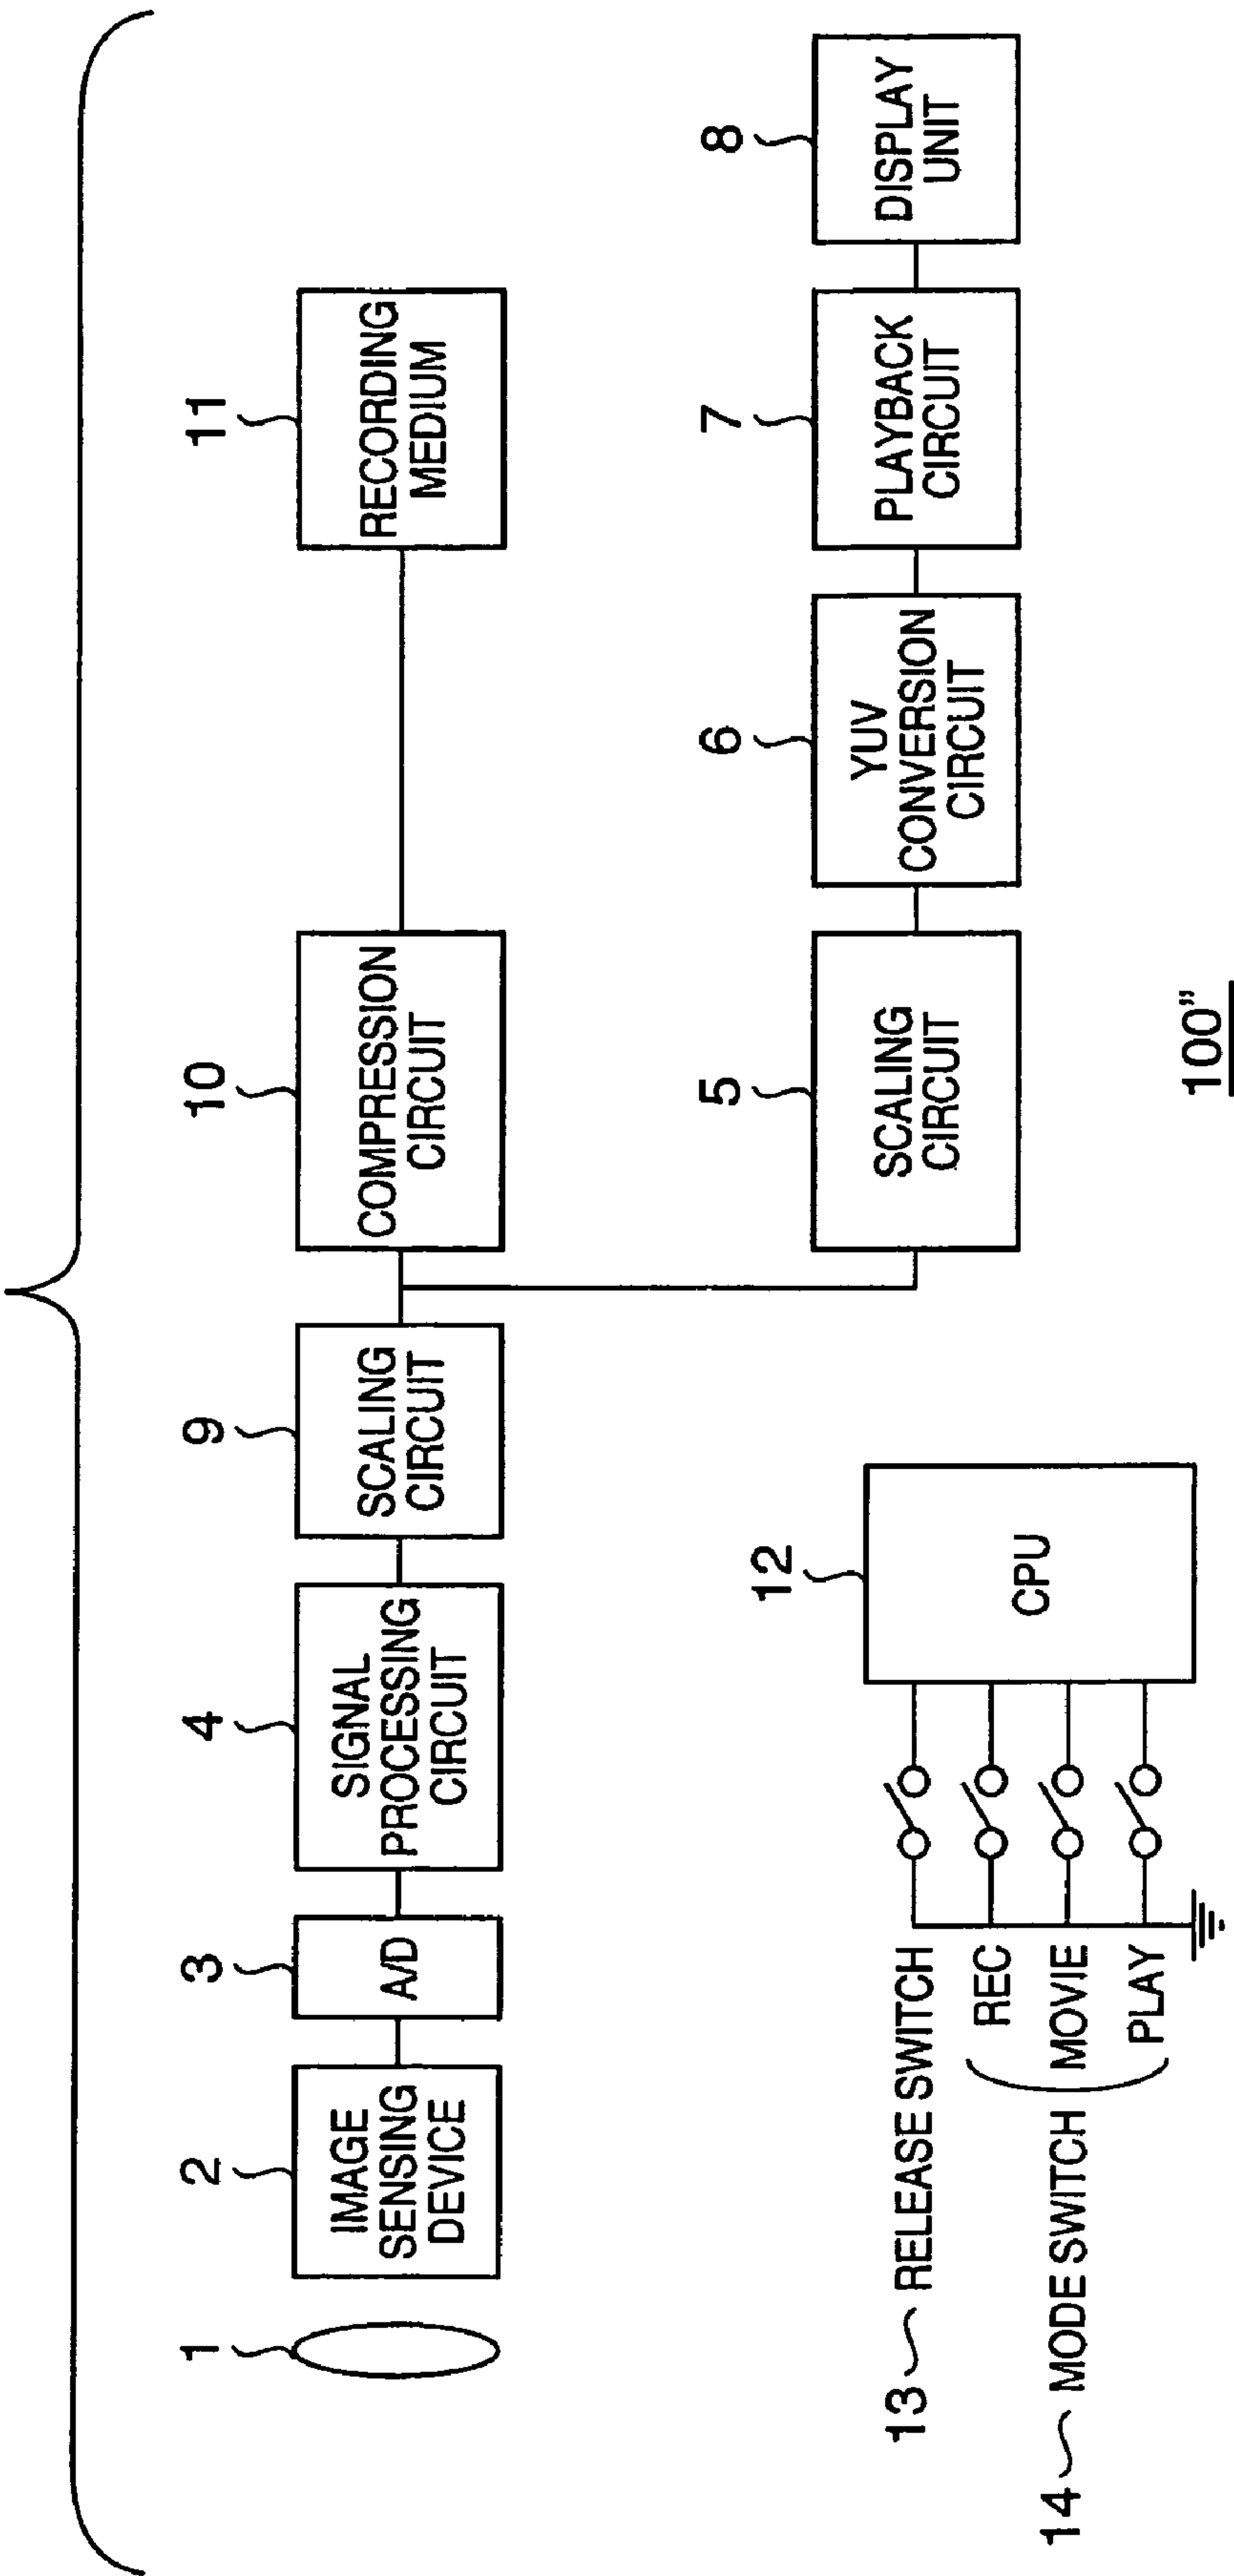 1
2
IMAGE
SENSING
DEVICE
3
A/D
4
SIGNAL
PROCESSING
CIRCUIT
9
SCALING
CIRCUIT
10
COMPRESSION
CIRCUIT
11
RECORDING
MEDIUM
5
SCALING
CIRCUIT
6
YUV
CONVERSION
CIRCUIT
7
PLAYBACK
CIRCUIT
8
DISPLAY
UNIT
12
CPU
13 RELEASE SWITCH
14 MODE SWITCH
REC
MOVIE
PLAY
100"